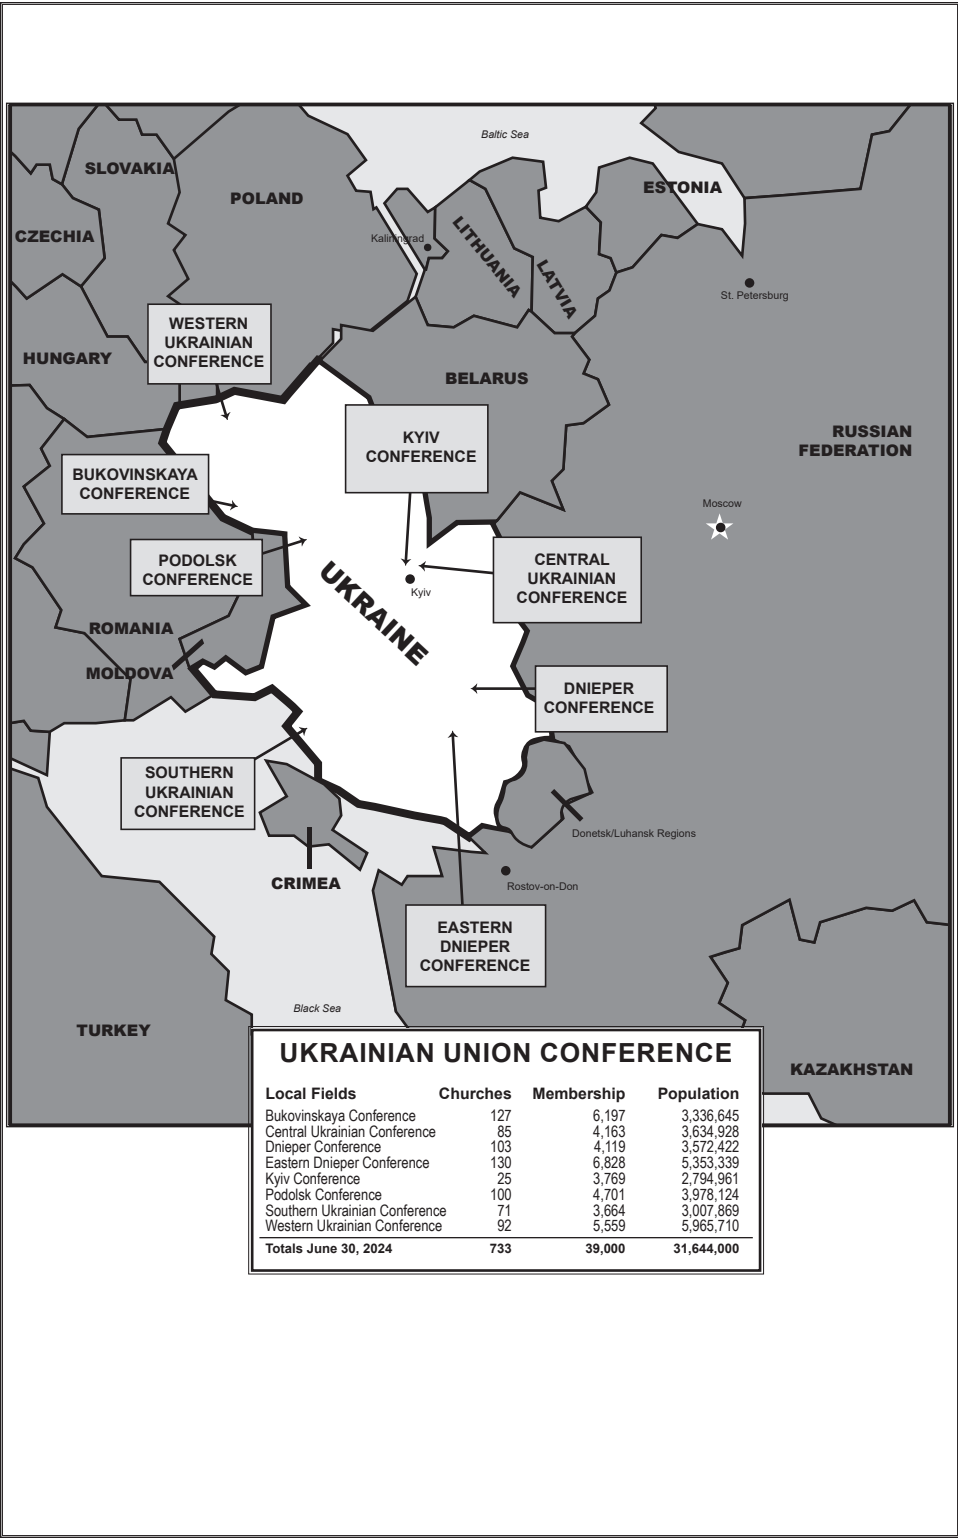 Baltic Sea
SLOVAKIA
ESTONIA
POLAND
CZECHIA
Kaliningrad
LITHUANIA
LATVIA
St. Petersburg
WESTERN
UKRAINIAN
CONFERENCE
HUNGARY
BELARUS
KYIV
CONFERENCE
RUSSIAN
FEDERATION
BUKOVINSKAYA
CONFERENCE
Moscow
PODOLSK
CONFERENCE
CENTRAL
UKRAINIAN
CONFERENCE
Kyiv
UKRAINE
ROMANIA
MOLDOVA
DNIEPER
CONFERENCE
SOUTHERN
UKRAINIAN
CONFERENCE
Donetsk/Luhansk Regions
CRIMEA
Rostov-on-Don
EASTERN
DNIEPER
CONFERENCE
Black Sea
TURKEY
KAZAKHSTAN
UKRAINIAN UNION CONFERENCE
Local Fields Churches Membership Population
Bukovinskaya Conference 127 6,197 3,336,645
Central Ukrainian Conference 85 4,163 3,634,928
Dnieper Conference 103 4,119 3,572,422
Eastern Dnieper Conference 130 6,828 5,353,339
Kyiv Conference 25 3,769 2,794,961
Podolsk Conference 100 4,701 3,978,124
Southern Ukrainian Conference 71 3,664 3,007,869
Western Ukrainian Conference 92 5,559 5,965,710
Totals June 30, 2024 733 39,000 31,644,000